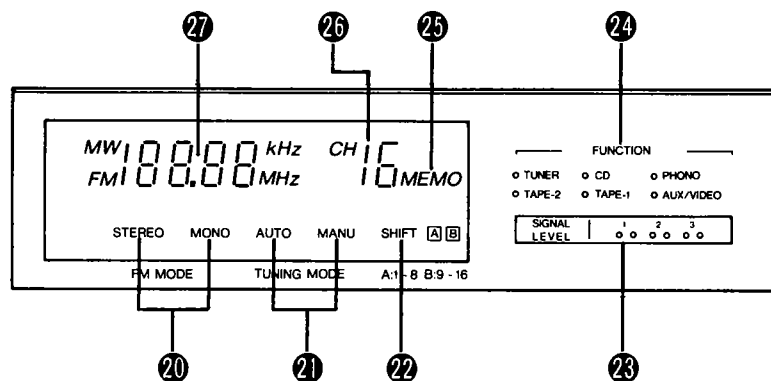 27 26 25 24
MW 188.88 kHz CH 16
FM MHz MEMO
FUNCTION
TUNER CD PHONO
TAPE-2 TAPE-1 AUX/VIDEO
SIGNAL LEVEL 1 2 3
STEREO MONO AUTO MANU SHIFT A B
FM MODE TUNING MODE A:1-8 B:9-16
20 21 22 23